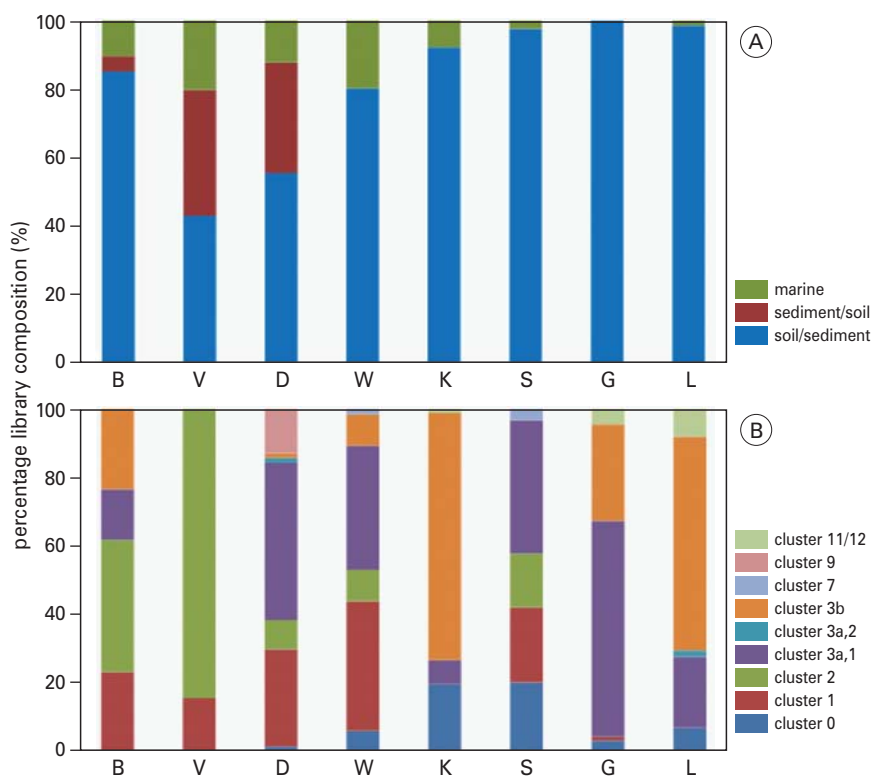 percentage library composition (%)
100
80
60
40
20
0
A
marine
sediment/soil
soil/sediment
B V D W K S G L
100
80
60
40
20
0
B
cluster 11/12
cluster 9
cluster 7
cluster 3b
cluster 3a,2
cluster 3a,1
cluster 2
cluster 1
cluster 0
B V D W K S G L